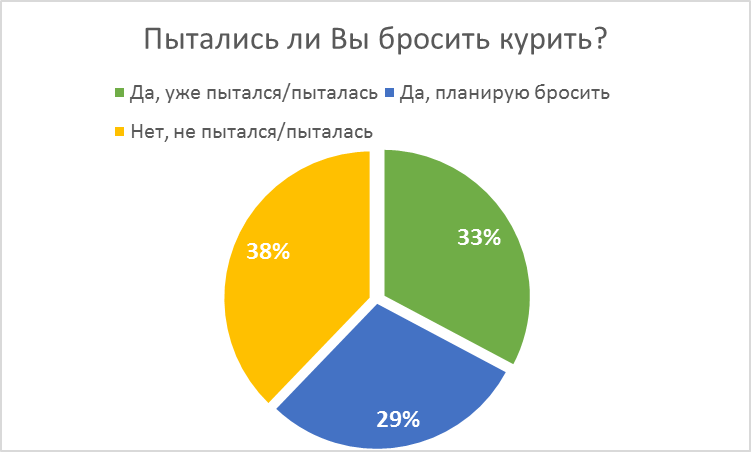 Пытались ли Вы бросить курить?
Да, уже пытался/пыталась Да, планирую бросить
Нет, не пытался/пыталась
38%
33%
29%